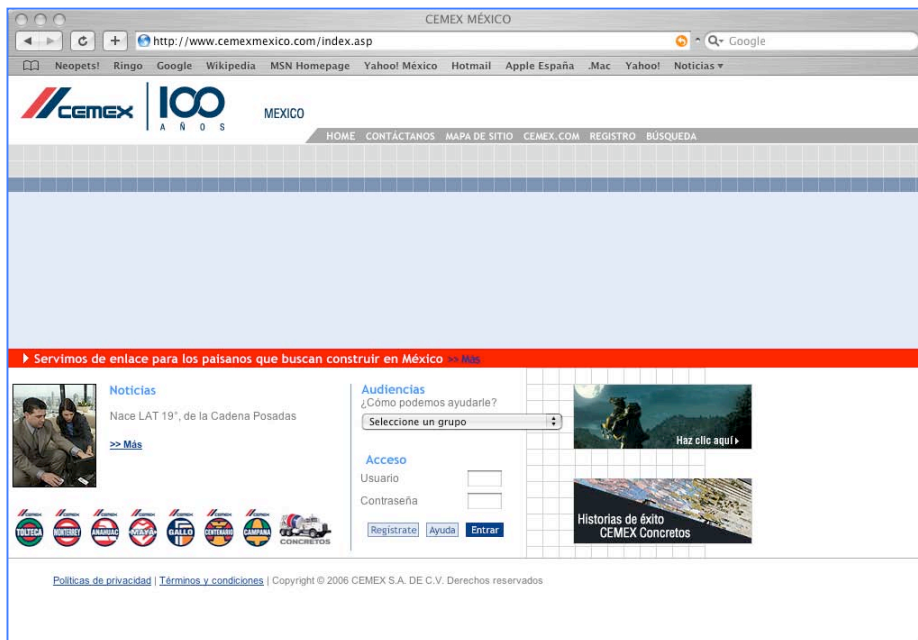 CEMEX MÉXICO
http://www.cemexmexico.com/index.asp
Google
Neopets! Ringo Google Wikipedia MSN Homepage Yahoo! México Hotmail Apple España .Mac Yahoo! Noticias
CEMEX 100 AÑOS MEXICO
HOME CONTÁCTANOS MAPA DE SITIO CEMEX.COM REGISTRO BÚSQUEDA
Servimos de enlace para los paisanos que buscan construir en México >> Más
Noticias
Nace LAT 19°, de la Cadena Posadas
>> Más
Audiencias
¿Cómo podemos ayudarle?
Seleccione un grupo
Acceso
Usuario
Contraseña
Regístrate Ayuda Entrar
Haz clic aquí
Historias de éxito
CEMEX Concretos
TOLTECA MONTERREY ANAHUAC MAYA GALLO CENTENARIO CAMPANA CONCRETOS
Políticas de privacidad | Términos y condiciones | Copyright © 2006 CEMEX S.A. DE C.V. Derechos reservados